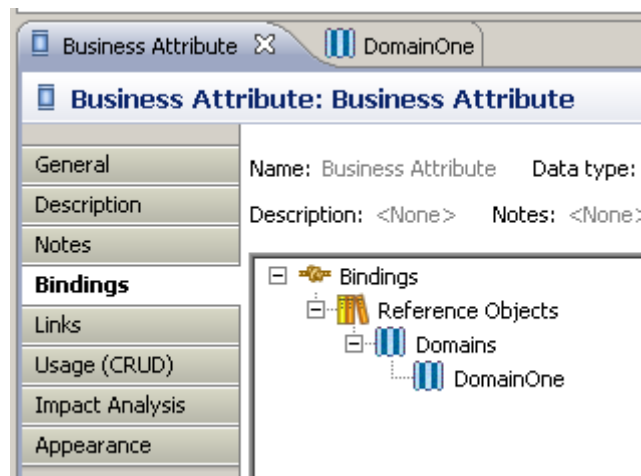 Business Attribute DomainOne
Business Attribute: Business Attribute
General
Description
Notes
Bindings
Links
Usage (CRUD)
Impact Analysis
Appearance
Name: Business Attribute Data type:
Description: <None> Notes: <None>
Bindings
Reference Objects
Domains
DomainOne